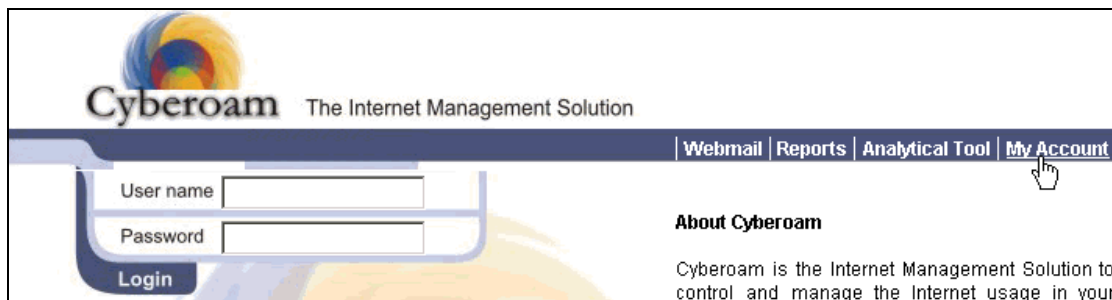 Cyberoam The Internet Management Solution
Webmail | Reports | Analytical Tool | My Account
User name
Password
Login
About Cyberoam
Cyberoam is the Internet Management Solution to
control and manage the Internet usage in your